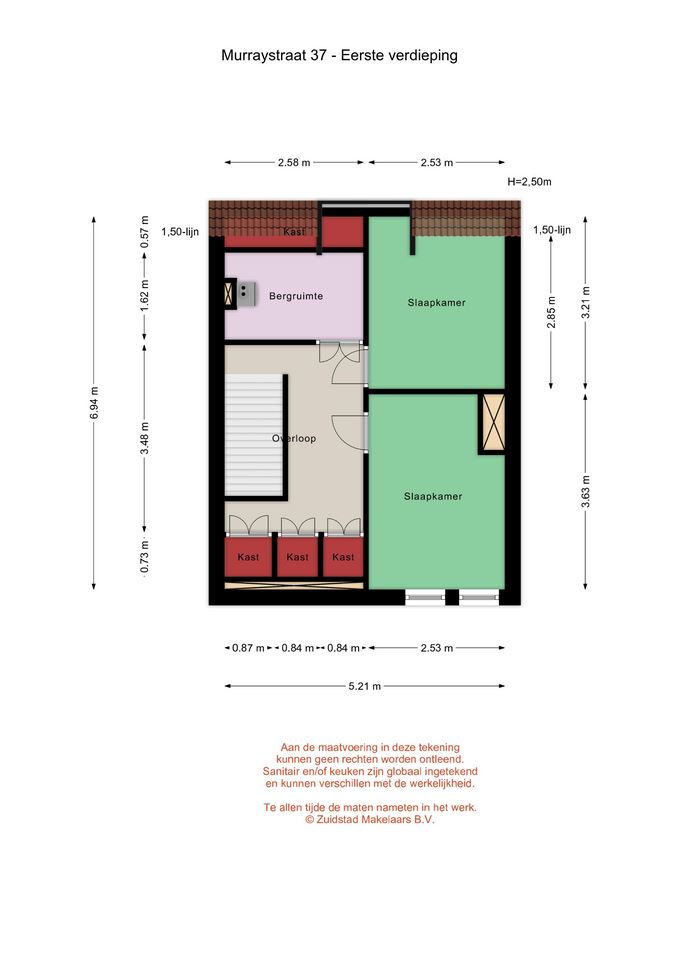 Murraystraat 37 - Eerste verdieping
2.58 m
2.53 m
H=2,50m
1,50-lijn
1,50-lijn
0.57 m
Kast
1.62 m
Bergruimte
Slaapkamer
2.85 m
3.21 m
6.94 m
3.48 m
Overloop
Slaapkamer
3.63 m
0.73 m
Kast
Kast
Kast
0.87 m
0.84 m
0.84 m
2.53 m
5.21 m
Aan de maatvoering in deze tekening
kunnen geen rechten worden ontleend.
Sanitair en/of keuken zijn globaal ingetekend
en kunnen verschillen met de werkelijkheid.
Te allen tijde de maten nameten in het werk.
© Zuidstad Makelaars B.V.